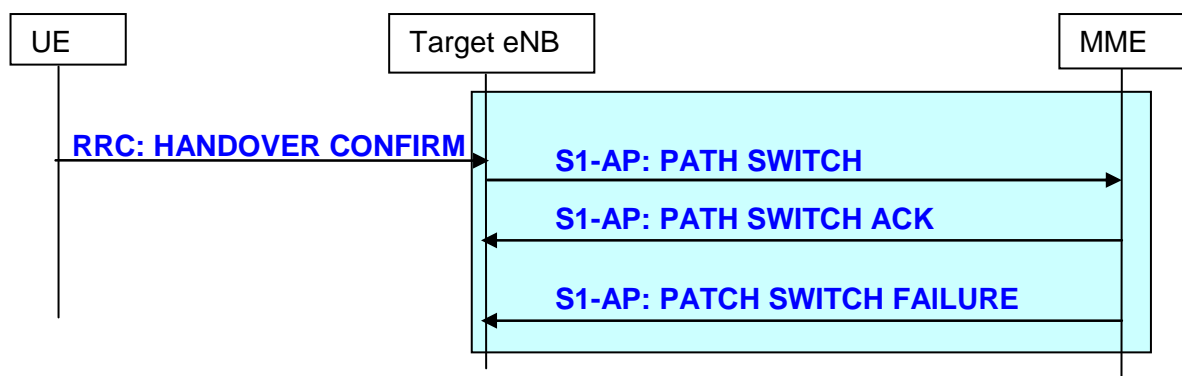 UE
Target eNB
MME
RRC: HANDOVER CONFIRM
S1-AP: PATH SWITCH
S1-AP: PATH SWITCH ACK
S1-AP: PATCH SWITCH FAILURE